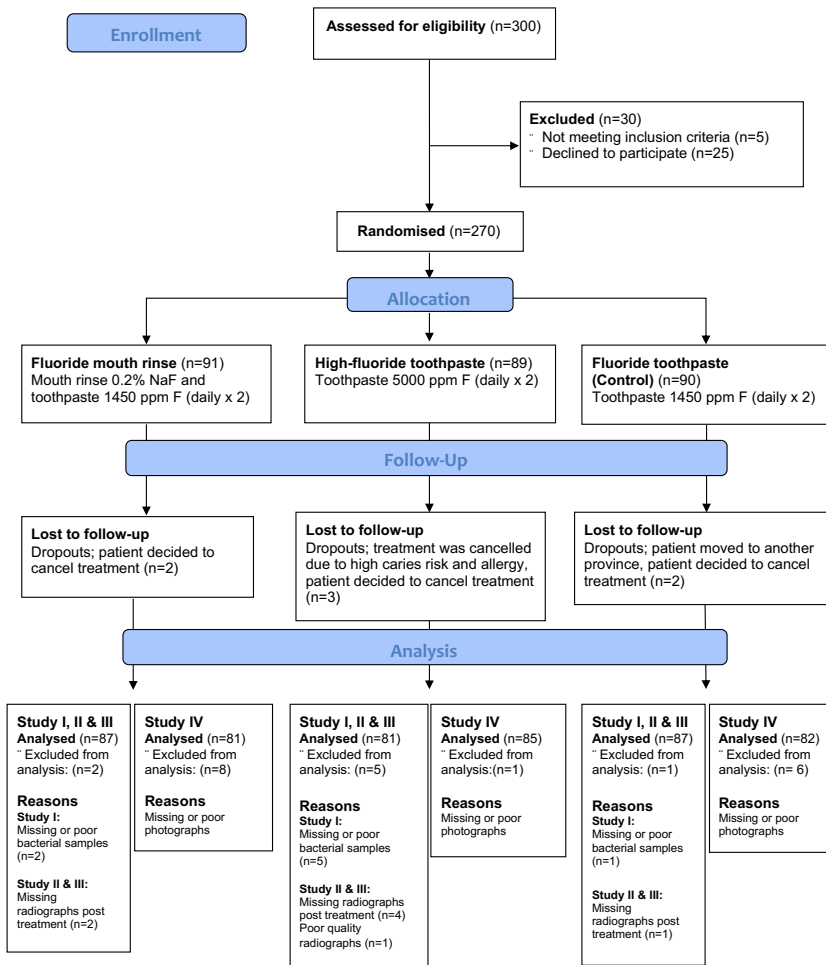 Enrollment
Assessed for eligibility (n=300)
Excluded (n=30)
¨ Not meeting inclusion criteria (n=5)
¨ Declined to participate (n=25)
Randomised (n=270)
Allocation
Fluoride mouth rinse (n=91)
Mouth rinse 0.2% NaF and
toothpaste 1450 ppm F (daily x 2)
High-fluoride toothpaste (n=89)
Toothpaste 5000 ppm F (daily x 2)
Fluoride toothpaste
(Control) (n=90)
Toothpaste 1450 ppm F (daily x 2)
Follow-Up
Lost to follow-up
Dropouts; patient decided to
cancel treatment (n=2)
Lost to follow-up
Dropouts; treatment was cancelled
due to high caries risk and allergy,
patient decided to cancel treatment
(n=3)
Lost to follow-up
Dropouts; patient moved to another
province, patient decided to cancel
treatment (n=2)
Analysis
Study I, II & III
Analysed (n=87)
¨ Excluded from
analysis: (n=2)
Reasons
Study I:
Missing or poor
bacterial samples
(n=2)
Study II & III:
Missing
radiographs post
treatment (n=2)
Study IV
Analysed (n=81)
¨ Excluded from
analysis: (n=8)
Reasons
Missing or poor
photographs
Study I, II & III
Analysed (n=81)
¨ Excluded from
analysis: (n=5)
Reasons
Study I:
Missing or poor
bacterial samples
(n=5)
Study II & III:
Missing radiographs
post treatment (n=4)
Poor quality
radiographs (n=1)
Study IV
Analysed (n=85)
¨ Excluded from
analysis:(n=1)
Reasons
Missing or poor
photographs
Study I, II & III
Analysed (n=87)
¨ Excluded from
analysis: (n=1)
Reasons
Study I:
Missing or poor
bacterial samples
(n=1)
Study II & III:
Missing
radiographs post
treatment (n=1)
Study IV
Analysed (n=82)
¨ Excluded from
analysis: (n= 6)
Reasons
Missing or poor
photographs